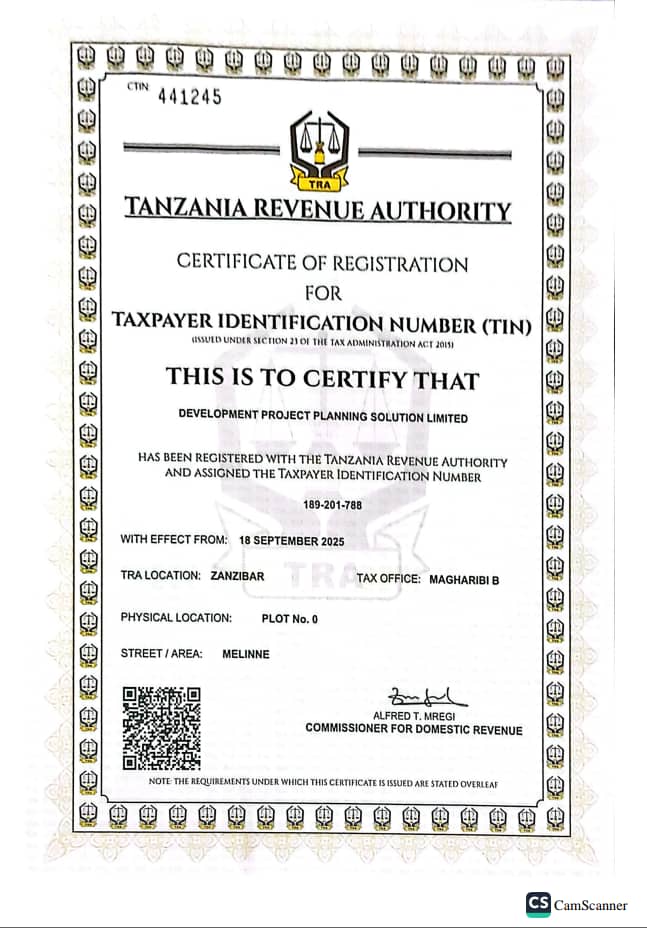 CTIN 441245
TRA
TANZANIA REVENUE AUTHORITY
CERTIFICATE OF REGISTRATION
FOR
TAXPAYER IDENTIFICATION NUMBER (TIN)
(ISSUED UNDER SECTION 23 OF THE TAX ADMINISTRATION ACT 2015)
THIS IS TO CERTIFY THAT
DEVELOPMENT PROJECT PLANNING SOLUTION LIMITED
HAS BEEN REGISTERED WITH THE TANZANIA REVENUE AUTHORITY
AND ASSIGNED THE TAXPAYER IDENTIFICATION NUMBER
189-201-788
WITH EFFECT FROM: 18 SEPTEMBER 2025
TRA LOCATION: ZANZIBAR TAX OFFICE: MAGHARIBI B
TRA
PHYSICAL LOCATION: PLOT No. 0
STREET / AREA: MELINNE
ALFRED T. MREGI
COMMISSIONER FOR DOMESTIC REVENUE
NOTE: THE REQUIREMENTS UNDER WHICH THIS CERTIFICATE IS ISSUED ARE STATED OVERLEAF
CS CamScanner